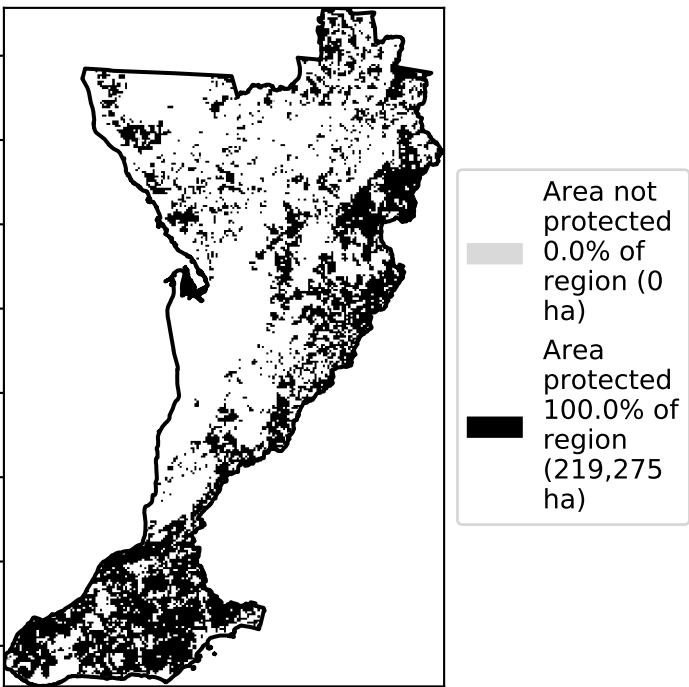 Area not
protected
0.0% of
region (0
ha)
Area
protected
100.0% of
region
(219,275
ha)